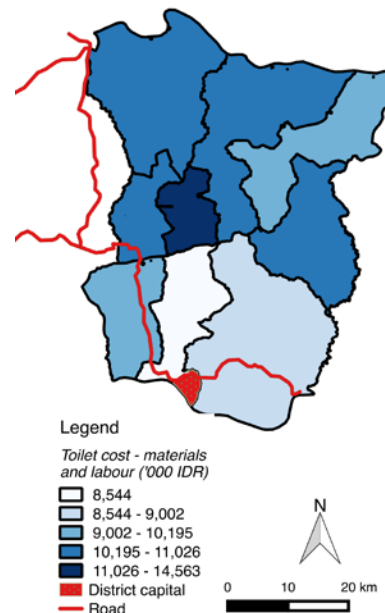 Legend
Toilet cost - materials
and labour ('000 IDR)
8,544
8,544 - 9,002
9,002 - 10,195
10,195 - 11,026
11,026 - 14,563
District capital
Road
N
0 10 20 km